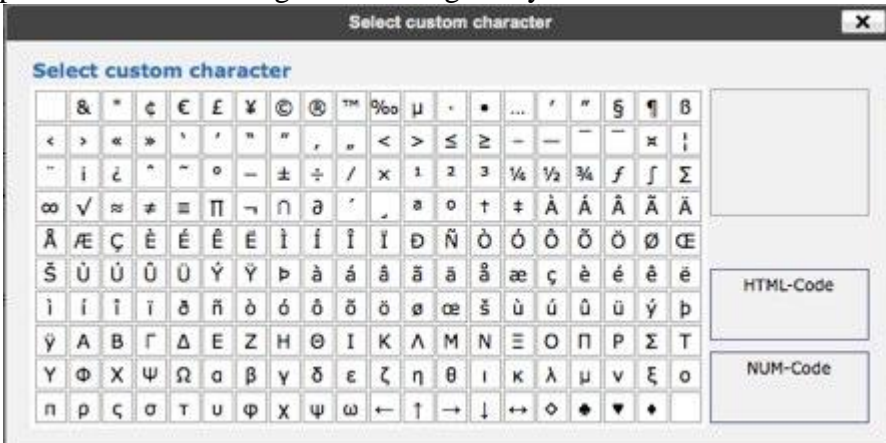 Select custom character
Select custom character
& " ¢ € £ ¥ © ® ™ ‰ µ · • … ′ ″ § ¶ ß
‹ › « » ‘ ’ “ ” ‚ „ < > ≤ ≥ – — ¯ ‾ ¤ ¦
¨ ¡ ¿ ˆ ˜ ° − ± ÷ ⁄ × ¹ ² ³ ¼ ½ ¾ ƒ ∫ ∑
∞ √ ≈ ≠ ≡ ∏ ¬ ∩ ∂ ´ ¸ ª º † ‡ À Á Â Ã Ä
Å Æ Ç È É Ê Ë Ì Í Î Ï Ð Ñ Ò Ó Ô Õ Ö Ø Œ
Š Ù Ú Û Ü Ý Ÿ Þ à á â ã ä å æ ç è é ê ë
ì í î ï ð ñ ò ó ô õ ö ø œ š ù ú û ü ý þ
ÿ Α Β Γ Δ Ε Ζ Η Θ Ι Κ Λ Μ Ν Ξ Ο Π Ρ Σ Τ
Υ Φ Χ Ψ Ω α β γ δ ε ζ η θ ι κ λ μ ν ξ ο
π ρ ς σ τ υ φ χ ψ ω ← ↑ → ↓ ↔ ◊ ♣ ♥ ♦
HTML-Code
NUM-Code